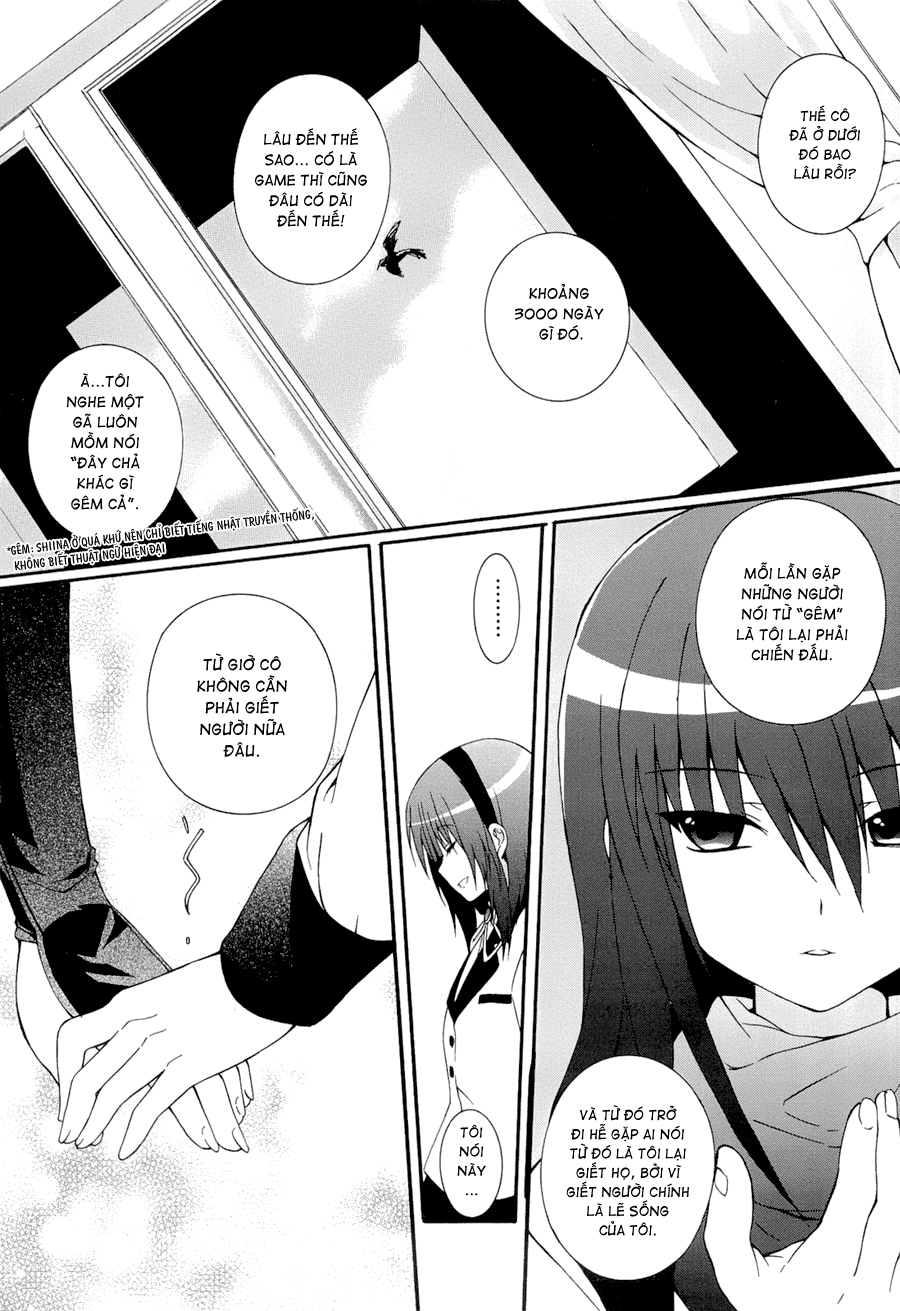 THẾ CÔ
ĐÃ Ở DƯỚI
ĐÓ BAO
LÂU RỒI?
KHOẢNG
3000 NGÀY
GÌ ĐÓ.
LÂU ĐẾN THẾ
SAO... CÓ LÀ
GAME THÌ CŨNG
ĐÂU CÓ DÀI
ĐẾN THẾ!
À...TÔI
NGHE MỘT
GÃ LUÔN
MỒM NÓI
"ĐÂY CHẢ
KHÁC GÌ
GÊM CẢ".
*GÊM: SHIINA Ở QUÁ KHỨ NÊN CHỈ BIẾT TIẾNG NHẬT TRUYỀN THỐNG,
KHÔNG BIẾT THUẬT NGỮ HIỆN ĐẠI
MỖI LẦN GẶP
NHỮNG NGƯỜI
NÓI TỪ "GÊM"
LÀ TÔI LẠI PHẢI
CHIẾN ĐẤU.
VÀ TỪ ĐÓ TRỞ
ĐI HỄ GẶP AI NÓI
TỪ ĐÓ LÀ TÔI LẠI
GIẾT HỌ, BỞI VÌ
GIẾT NGƯỜI CHÍNH
LÀ LẼ SỐNG
CỦA TÔI.
.........
TÔI
NÓI
NÀY
...
TỪ GIỜ CÔ
KHÔNG CẦN
PHẢI GIẾT
NGƯỜI NỮA
ĐÂU.